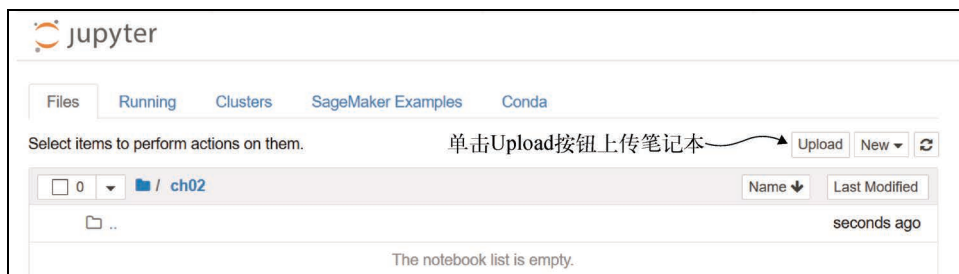 jupyter
Files Running Clusters SageMaker Examples Conda
Select items to perform actions on them. 单击Upload按钮上传笔记本 Upload New
0 / ch02 Name Last Modified
.. seconds ago
The notebook list is empty.